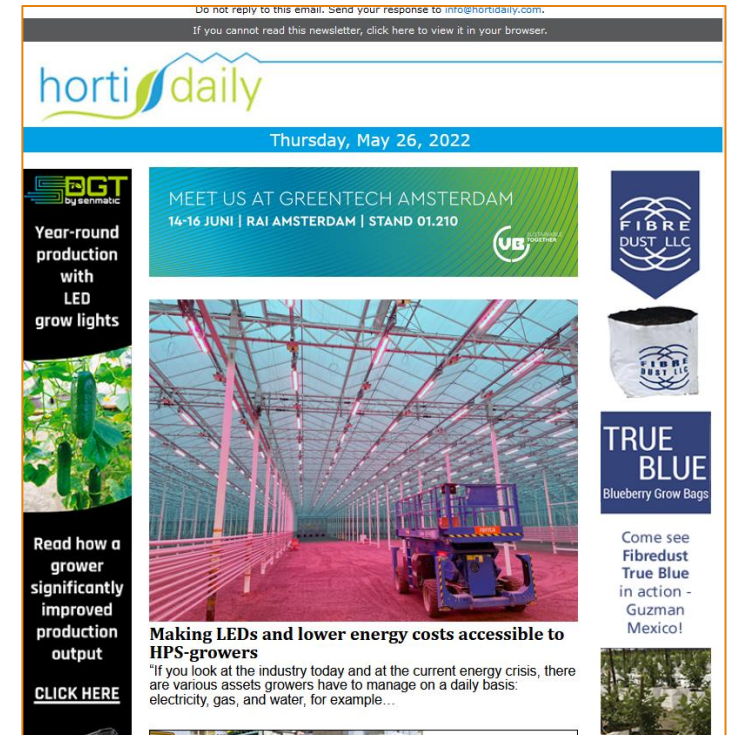 Do not reply to this email. Send your response to info@hortidaily.com.
If you cannot read this newsletter, click here to view it in your browser.
horti daily
Thursday, May 26, 2022
DGT
by senmatic
Year-round
production
with
LED
grow lights
Read how a
grower
significantly
improved
production
output
CLICK HERE
MEET US AT GREENTECH AMSTERDAM
14-16 JUNI | RAI AMSTERDAM | STAND 01.210
VB
SUSTAINABLE
TOGETHER
Making LEDs and lower energy costs accessible to
HPS-growers
“If you look at the industry today and at the current energy crisis, there
are various assets growers have to manage on a daily basis:
electricity, gas, and water, for example…
FIBRE
DUST LLC
FIBRE
DUST LLC
TRUE
BLUE
Blueberry Grow Bags
Come see
Fibredust
True Blue
in action -
Guzman
Mexico!